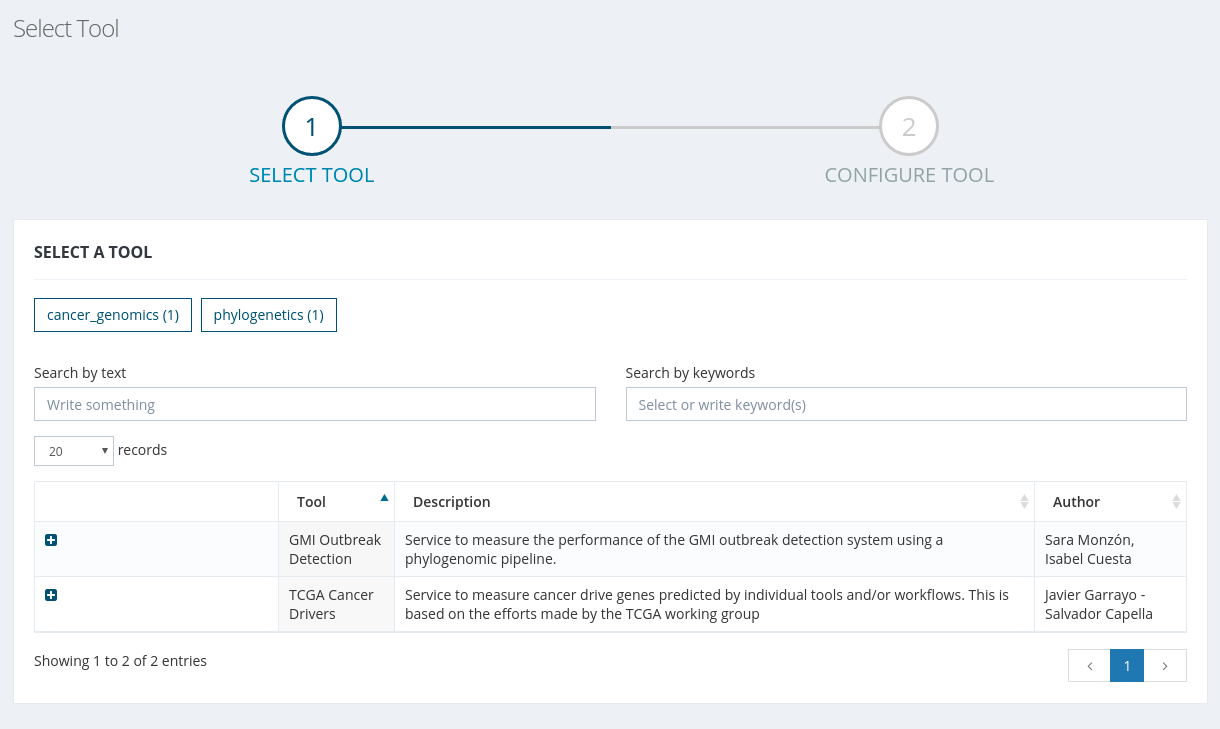 Select Tool
1
2
SELECT TOOL
CONFIGURE TOOL
SELECT A TOOL
cancer_genomics (1)
phylogenetics (1)
Search by text
Search by keywords
Write something
Select or write keyword(s)
20 records
Tool
Description
Author
GMI Outbreak
Detection
Service to measure the performance of the GMI outbreak detection system using a
phylogenomic pipeline.
Sara Monzón,
Isabel Cuesta
TCGA Cancer
Drivers
Service to measure cancer drive genes predicted by individual tools and/or workflows. This is
based on the efforts made by the TCGA working group
Javier Garrayo -
Salvador Capella
Showing 1 to 2 of 2 entries
‹ 1 ›